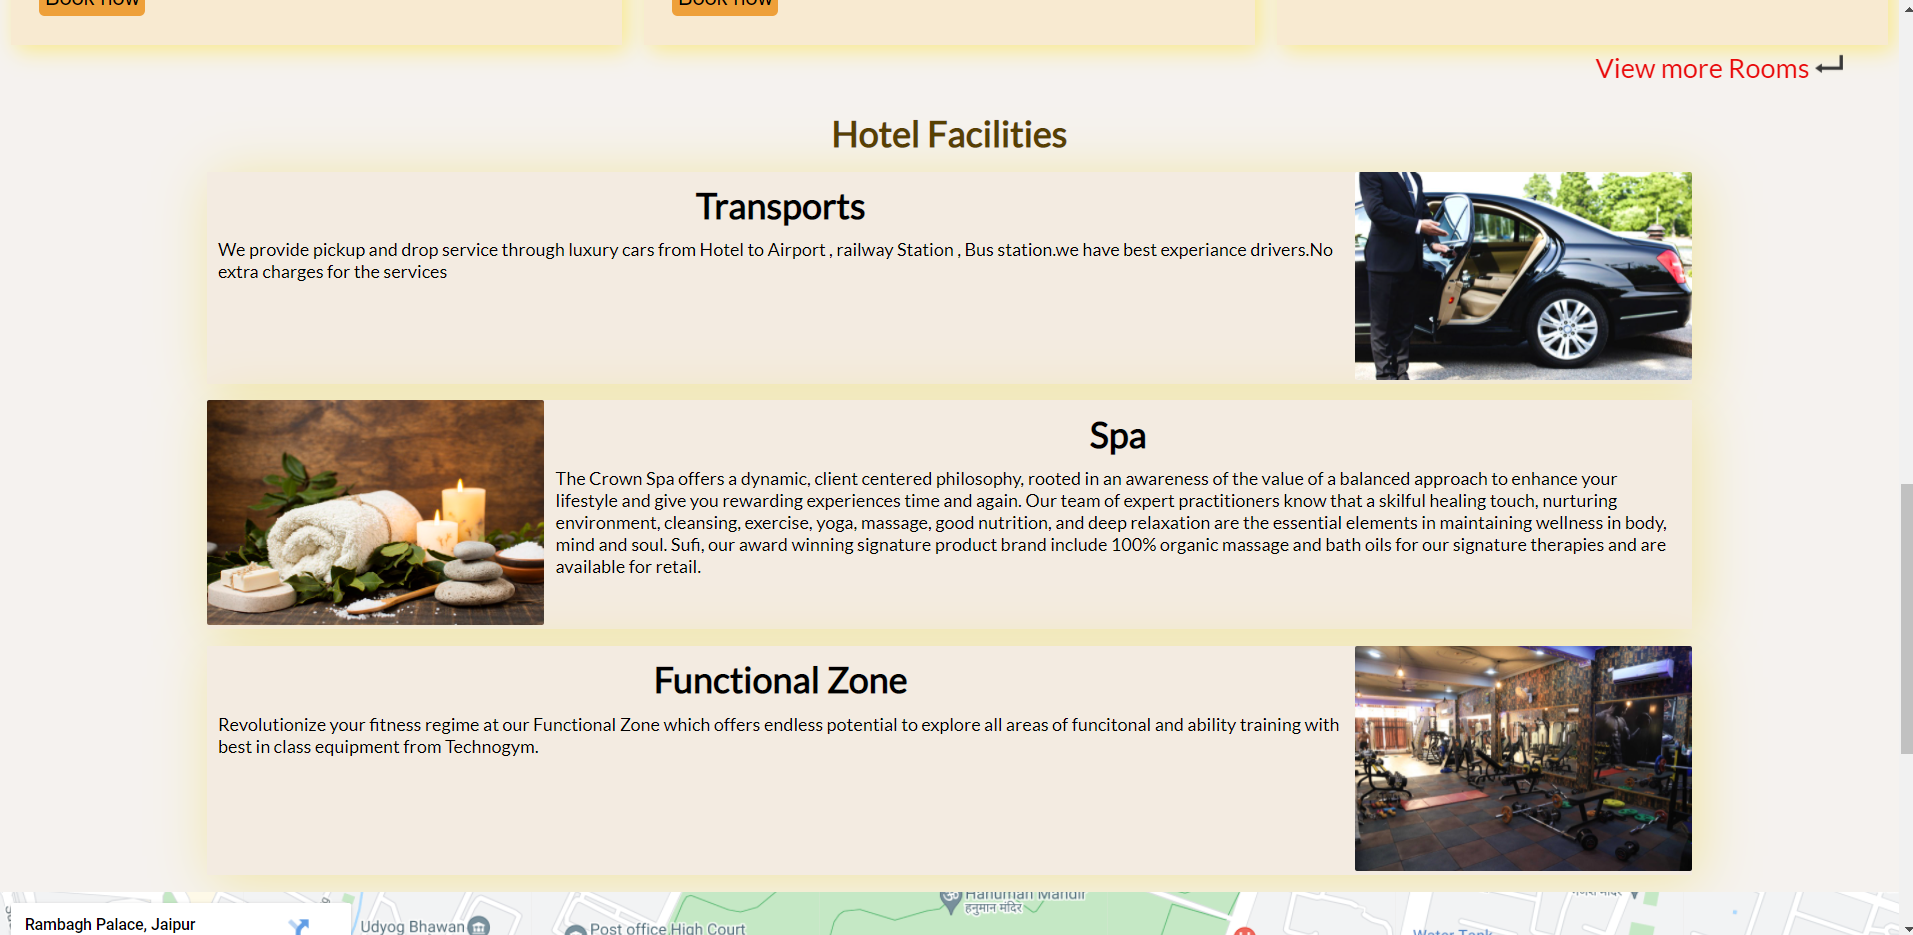 Book now
Book now
View more Rooms
Hotel Facilities
Transports
We provide pickup and drop service through luxury cars from Hotel to Airport , railway Station , Bus station.we have best experiance drivers.No
extra charges for the services
Spa
The Crown Spa offers a dynamic, client centered philosophy, rooted in an awareness of the value of a balanced approach to enhance your
lifestyle and give you rewarding experiences time and again. Our team of expert practitioners know that a skilful healing touch, nurturing
environment, cleansing, exercise, yoga, massage, good nutrition, and deep relaxation are the essential elements in maintaining wellness in body,
mind and soul. Sufi, our award winning signature product brand include 100% organic massage and bath oils for our signature therapies and are
available for retail.
Functional Zone
Revolutionize your fitness regime at our Functional Zone which offers endless potential to explore all areas of funcitonal and ability training with
best in class equipment from Technogym.
Hanuman Mandir
हनुमान मंदिर
Rambagh Palace, Jaipur
Udyog Bhawan
Post office High Court
Water Tank